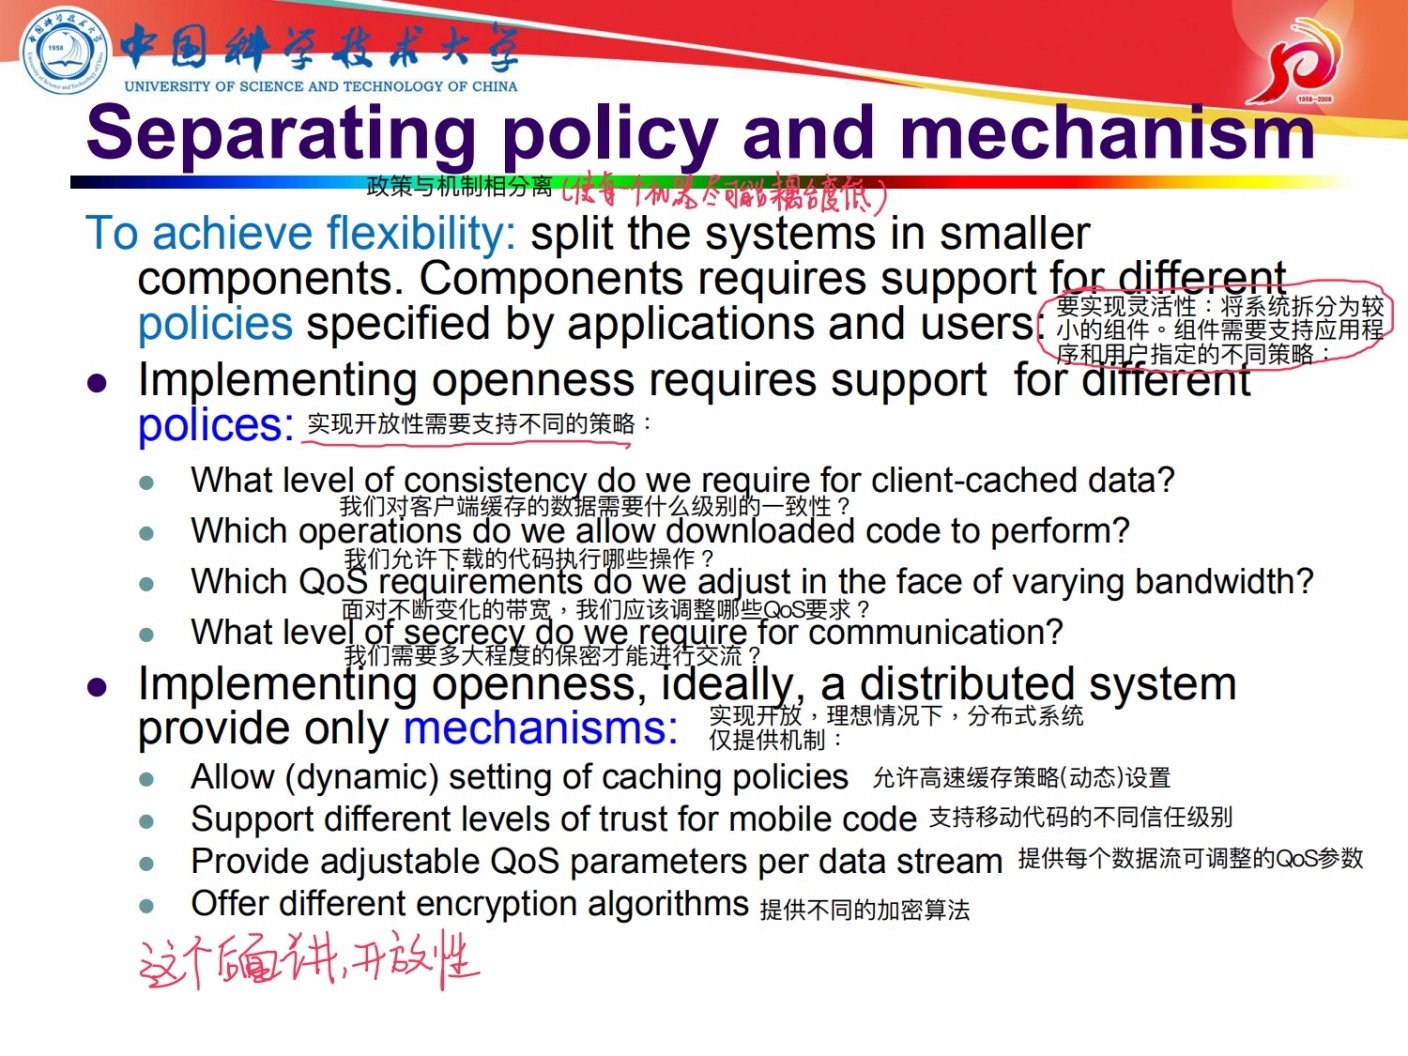 中国科学技术大学
UNIVERSITY OF SCIENCE AND TECHNOLOGY OF CHINA
1958
1958—2008
Separating policy and mechanism
政策与机制相分离 (使每一个机器尽可能耦合度低)
To achieve flexibility: split the systems in smaller
components. Components requires support for different
policies specified by applications and users:
要实现灵活性：将系统拆分为较
小的组件。组件需要支持应用程
序和用户指定的不同策略：
Implementing openness requires support for different
polices: 实现开放性需要支持不同的策略：
What level of consistency do we require for client-cached data?
我们对客户端缓存的数据需要什么级别的一致性？
Which operations do we allow downloaded code to perform?
我们允许下载的代码执行哪些操作？
Which QoS requirements do we adjust in the face of varying bandwidth?
面对不断变化的带宽，我们应该调整哪些QoS要求？
What level of secrecy do we require for communication?
我们需要多大程度的保密才能进行交流？
Implementing openness, ideally, a distributed system
provide only mechanisms:
实现开放，理想情况下，分布式系统
仅提供机制：
Allow (dynamic) setting of caching policies 允许高速缓存策略(动态)设置
Support different levels of trust for mobile code 支持移动代码的不同信任级别
Provide adjustable QoS parameters per data stream 提供每个数据流可调整的QoS参数
Offer different encryption algorithms 提供不同的加密算法
这个后面讲,开放性